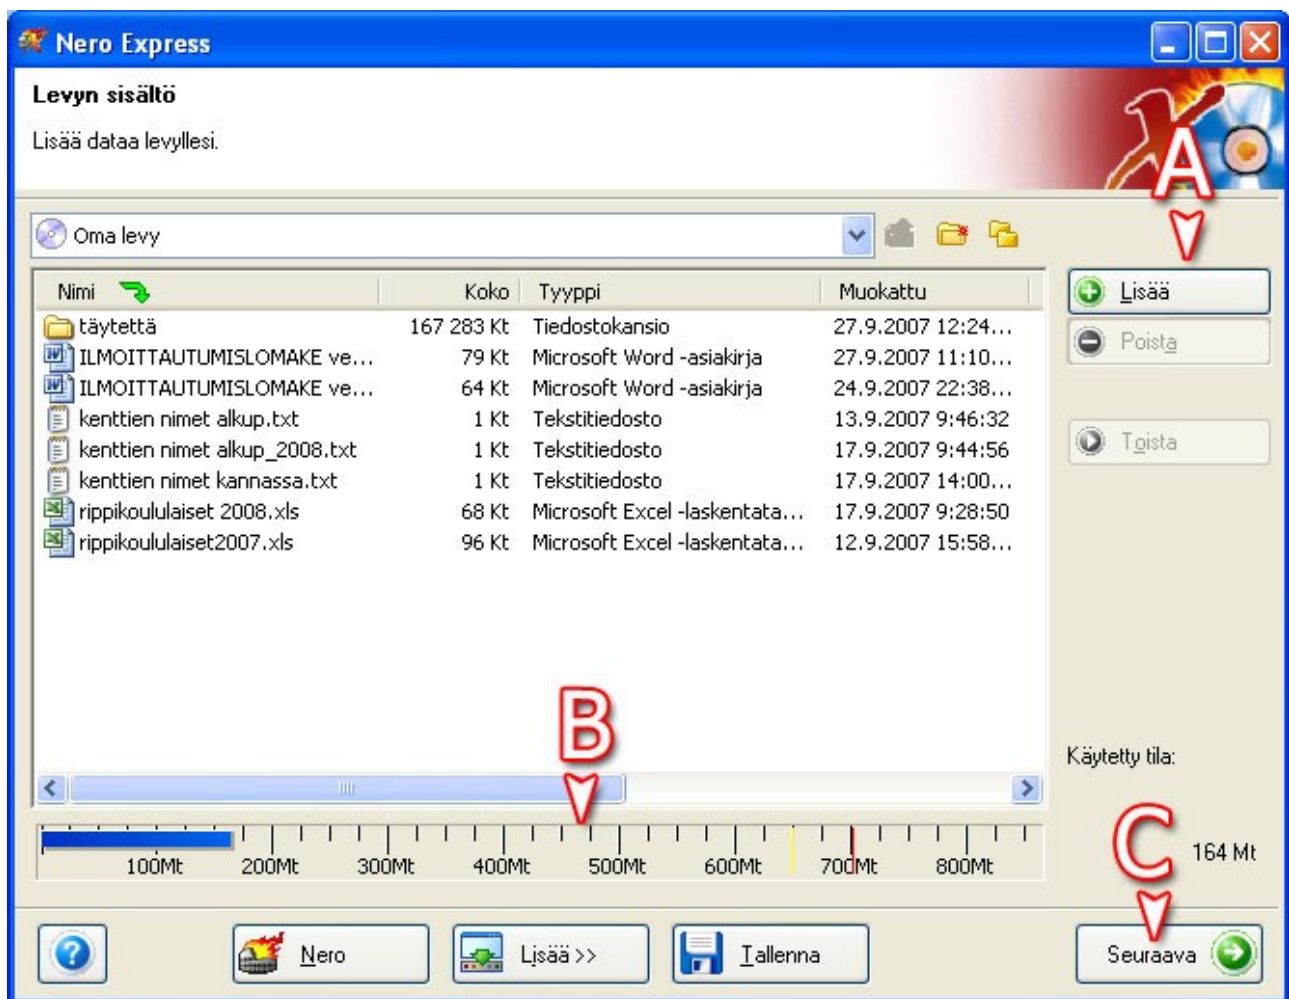 Nero Express
Levyn sisältö
Lisää dataa levyllesi.
A
Oma levy
Nimi Koko Tyyppi Muokattu
Lisää
täytettä 167 283 Kt Tiedostokansio 27.9.2007 12:24...
Poista
ILMOITTAUTUMISLOMAKE ve... 79 Kt Microsoft Word -asiakirja 27.9.2007 11:10...
ILMOITTAUTUMISLOMAKE ve... 64 Kt Microsoft Word -asiakirja 24.9.2007 22:38...
kenttien nimet alkup.txt 1 Kt Tekstitiedosto 13.9.2007 9:46:32
kenttien nimet alkup_2008.txt 1 Kt Tekstitiedosto 17.9.2007 9:44:56
Toista
kenttien nimet kannassa.txt 1 Kt Tekstitiedosto 17.9.2007 14:00...
rippikoululaiset 2008.xls 68 Kt Microsoft Excel -laskentata... 17.9.2007 9:28:50
rippikoululaiset2007.xls 96 Kt Microsoft Excel -laskentata... 12.9.2007 15:58...
B
Käytetty tila:
C
164 Mt
100Mt 200Mt 300Mt 400Mt 500Mt 600Mt 700Mt 800Mt
? Nero Lisää >> Tallenna Seuraava